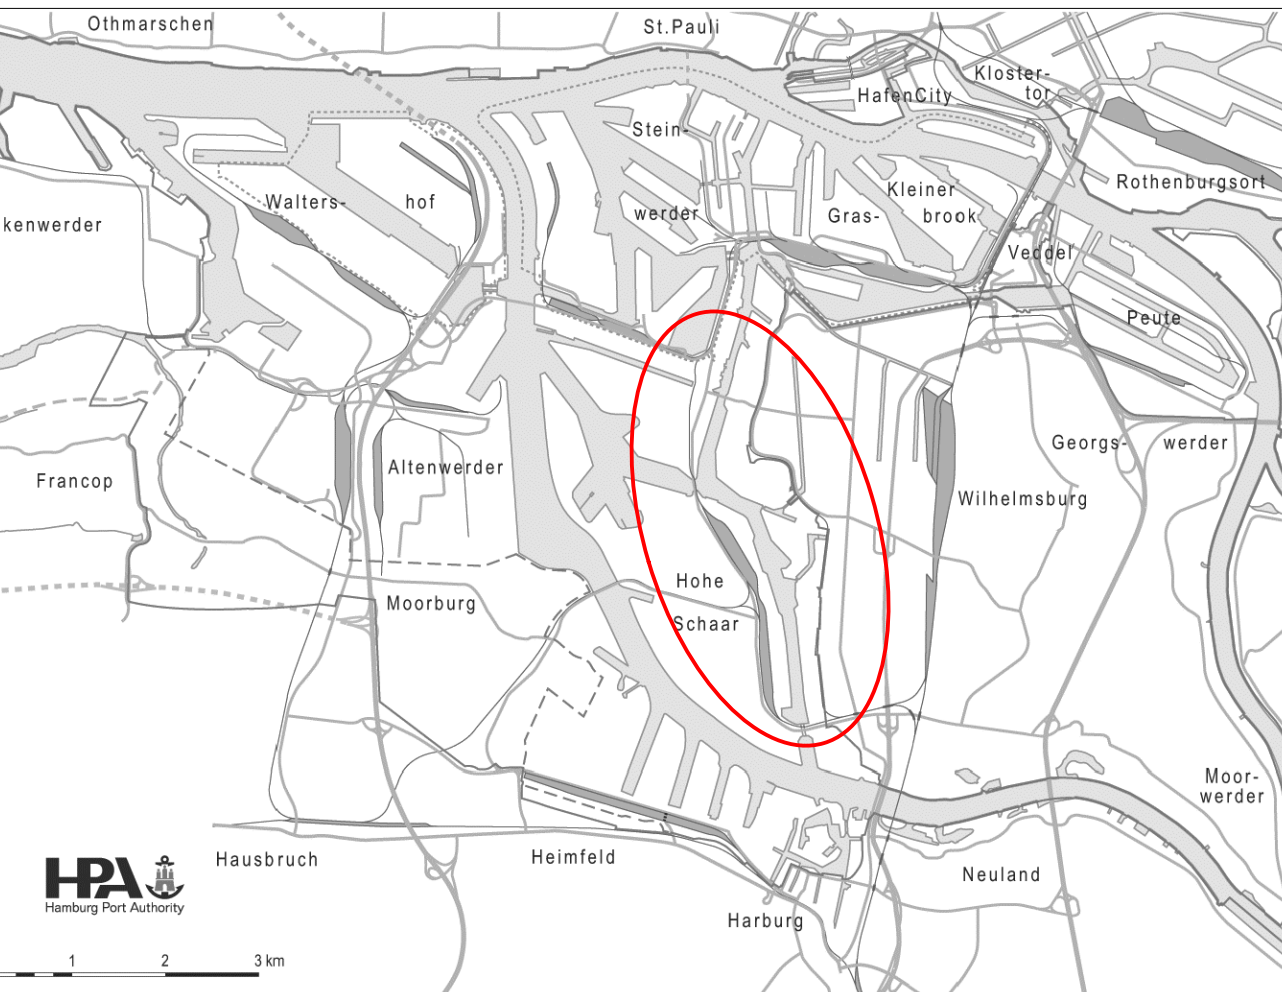 Othmarschen
St.Pauli
Kloster-
tor
HafenCity
Stein-
werder
Rothenburgsort
Kleiner
brook
Gras-
Walters-
hof
kenwerder
Veddel
Peute
Georgs-
werder
Altenwerder
Francop
Wilhelmsburg
Hohe
Schaar
Moorburg
Moor-
werder
Hausbruch
Heimfeld
Neuland
Harburg
HPA
Hamburg Port Authority
1
2
3 km